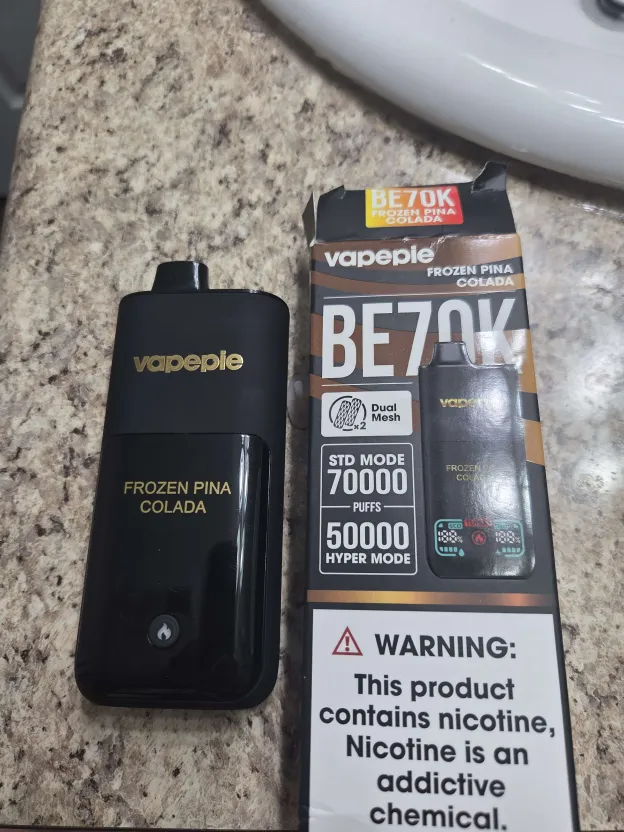 vapepie
FROZEN PINA
COLADA
BE70K
FROZEN PINA
COLADA
vapepie
FROZEN PINA
COLADA
BE70K
Dual
Mesh
x2
STD MODE
70000
PUFFS
50000
HYPER MODE
WARNING:
This product
contains nicotine,
Nicotine is an
addictive
chemical.